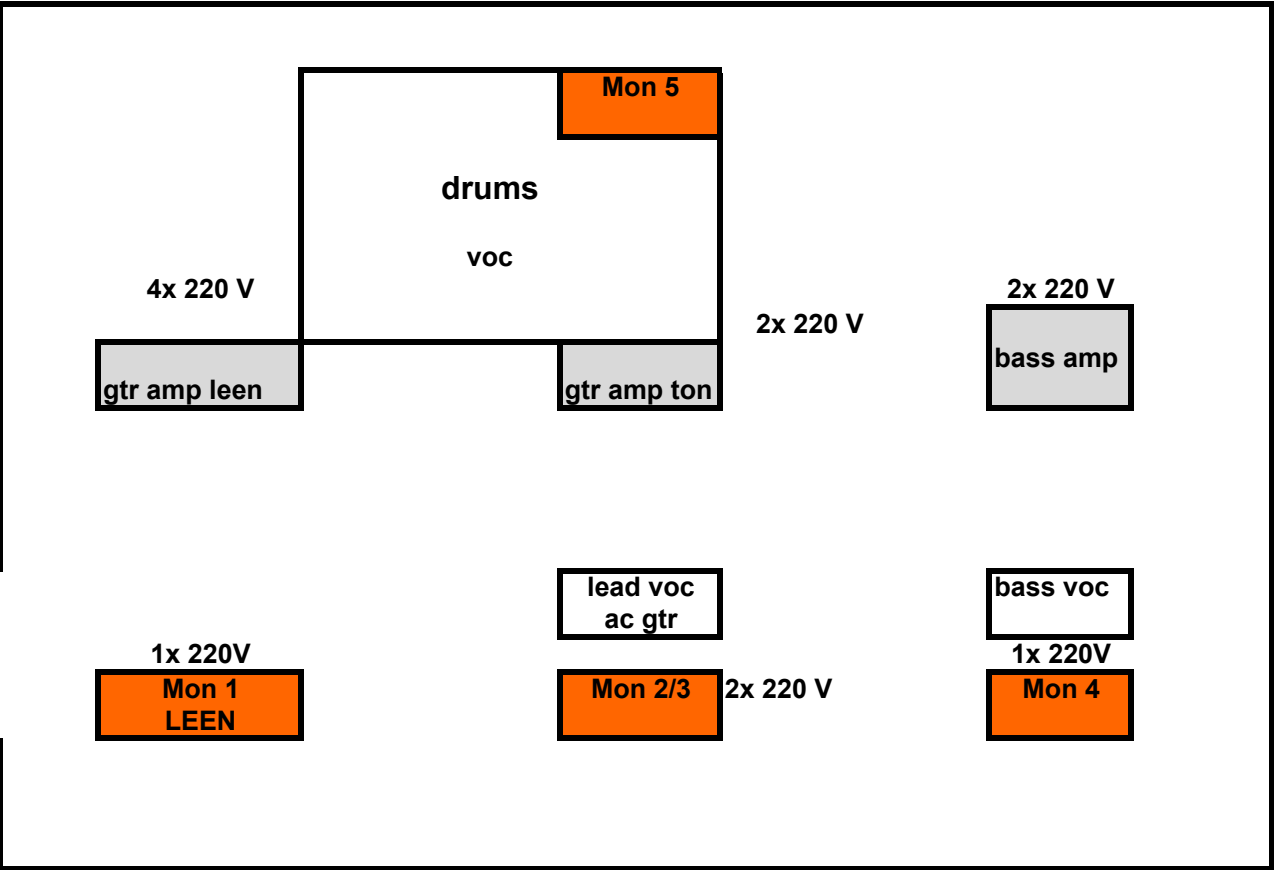 Mon 5
drums
voc
4x 220 V
2x 220 V
2x 220 V
gtr amp leen
gtr amp ton
bass amp
lead voc
ac gtr
bass voc
1x 220V
1x 220V
Mon 1
LEEN
Mon 2/3
2x 220 V
Mon 4